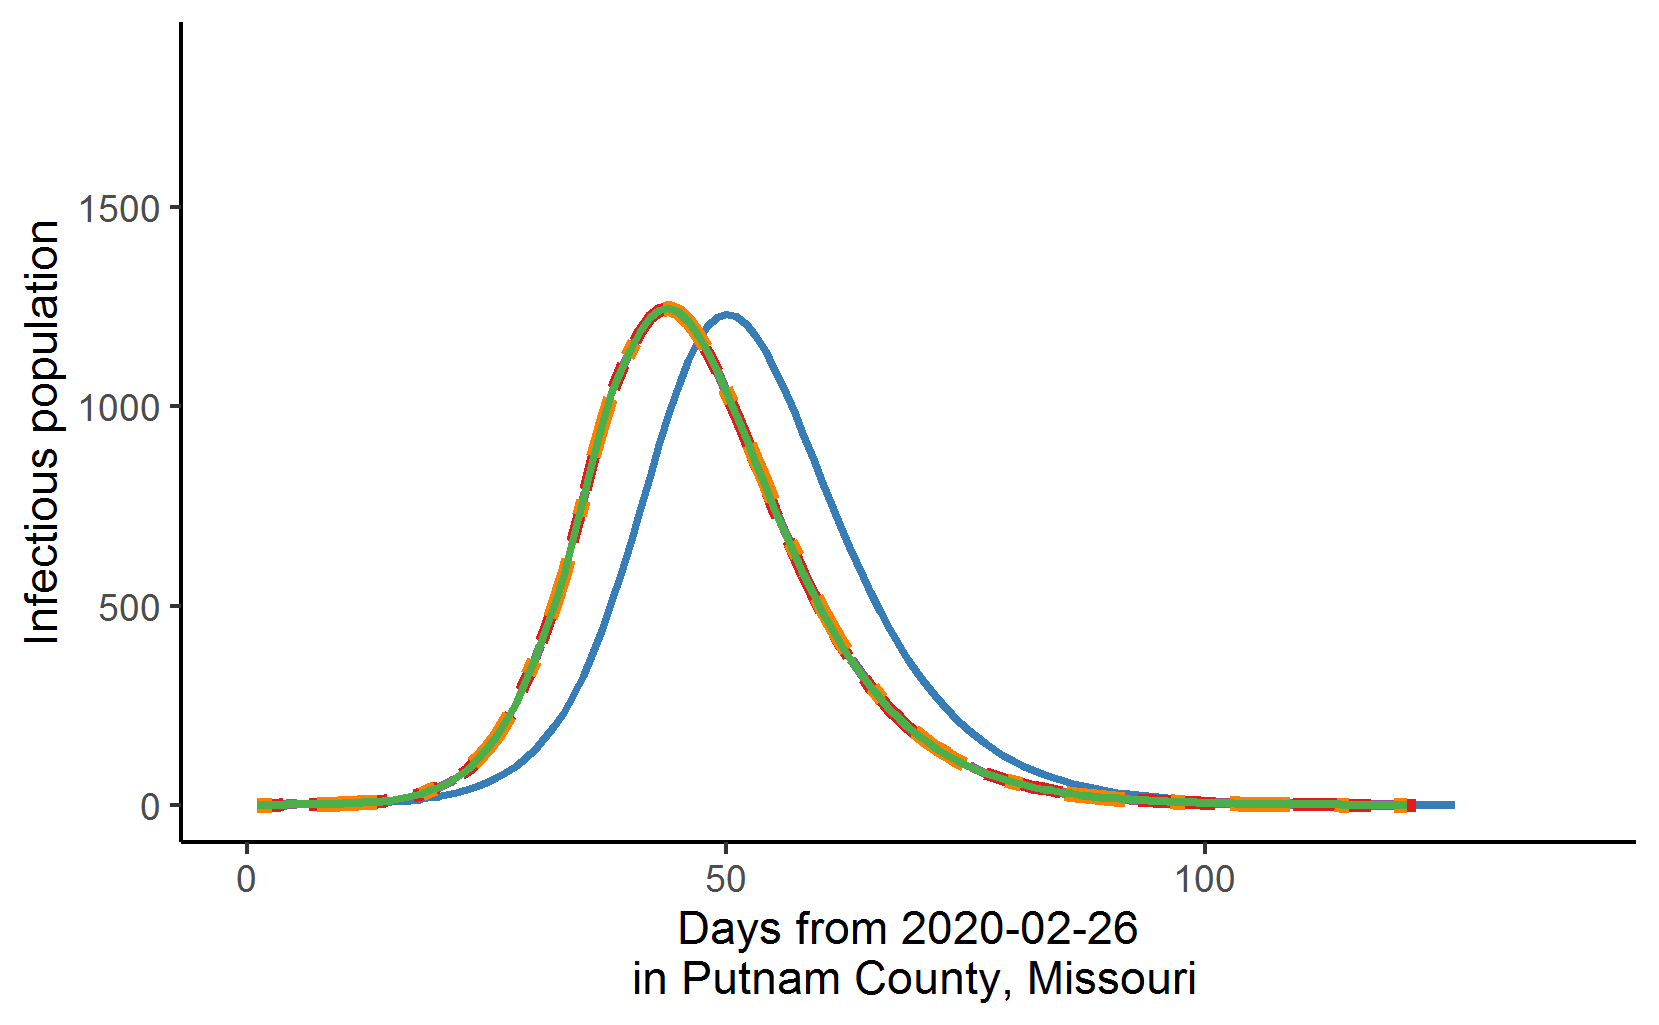 Infectious population
1500
1000
500
0
0 50 100
Days from 2020-02-26
in Putnam County, Missouri